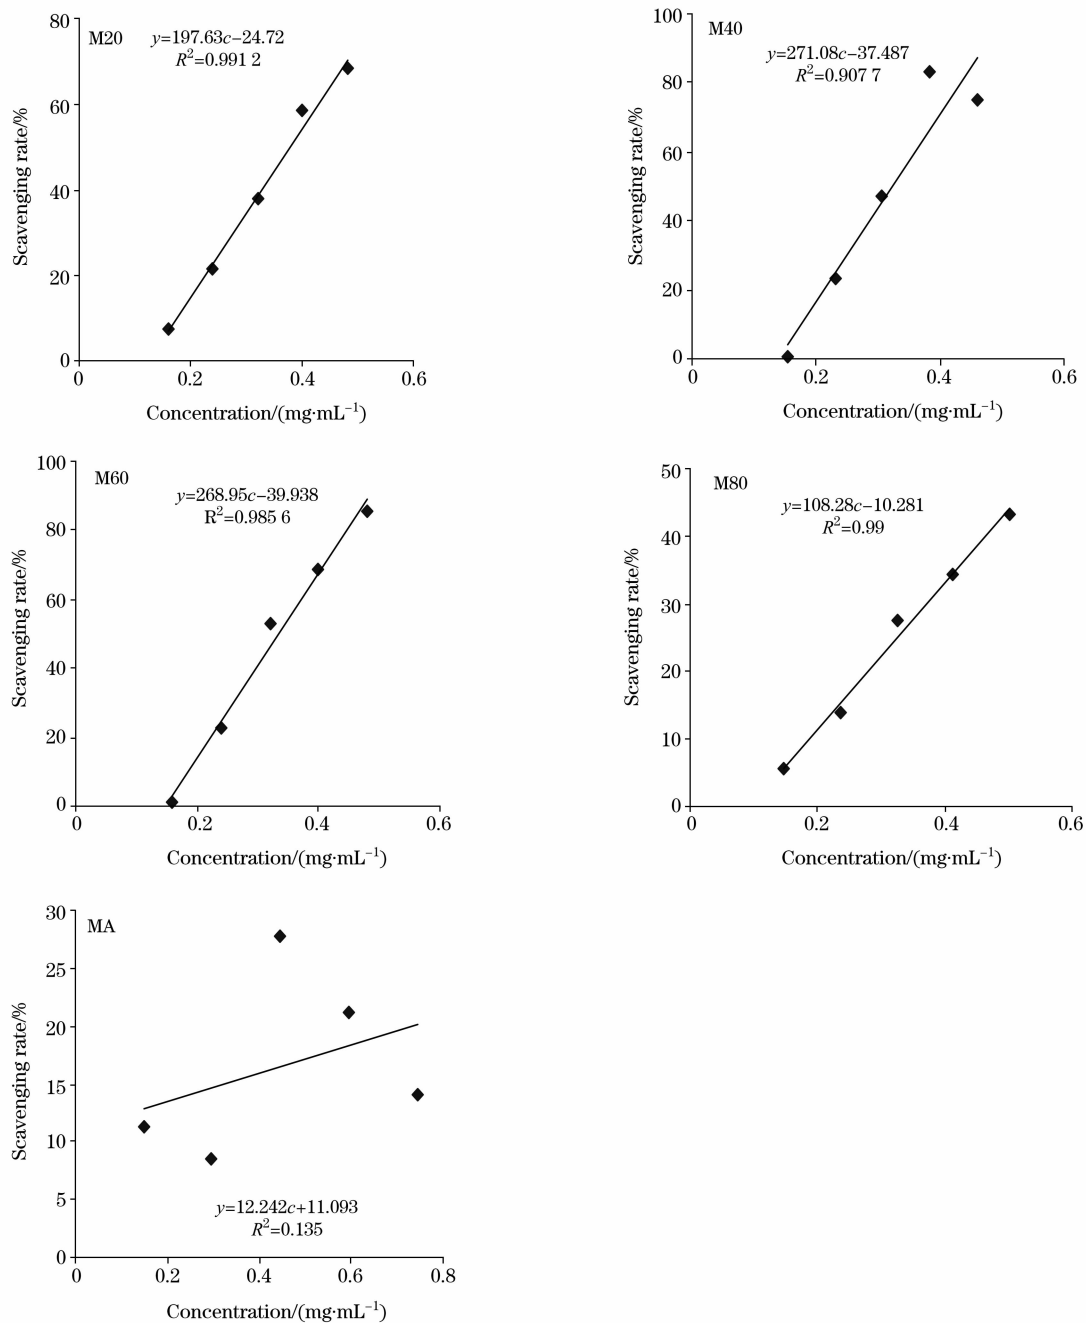 M20
y=197.63c−24.72
R²=0.991 2
80
60
40
20
0
0
0.2
0.4
0.6
Scavenging rate/%
Concentration/(mg·mL⁻¹)
M40
y=271.08c−37.487
R²=0.907 7
100
80
60
40
20
0
0
0.2
0.4
0.6
Scavenging rate/%
Concentration/(mg·mL⁻¹)
M60
y=268.95c−39.938
R²=0.985 6
100
80
60
40
20
0
0
0.2
0.4
0.6
Scavenging rate/%
Concentration/(mg·mL⁻¹)
M80
y=108.28c−10.281
R²=0.99
50
40
30
20
10
0
0
0.2
0.4
0.6
Scavenging rate/%
Concentration/(mg·mL⁻¹)
MA
30
25
20
15
10
5
0
0
0.2
0.4
0.6
0.8
y=12.242c+11.093
R²=0.135
Scavenging rate/%
Concentration/(mg·mL⁻¹)